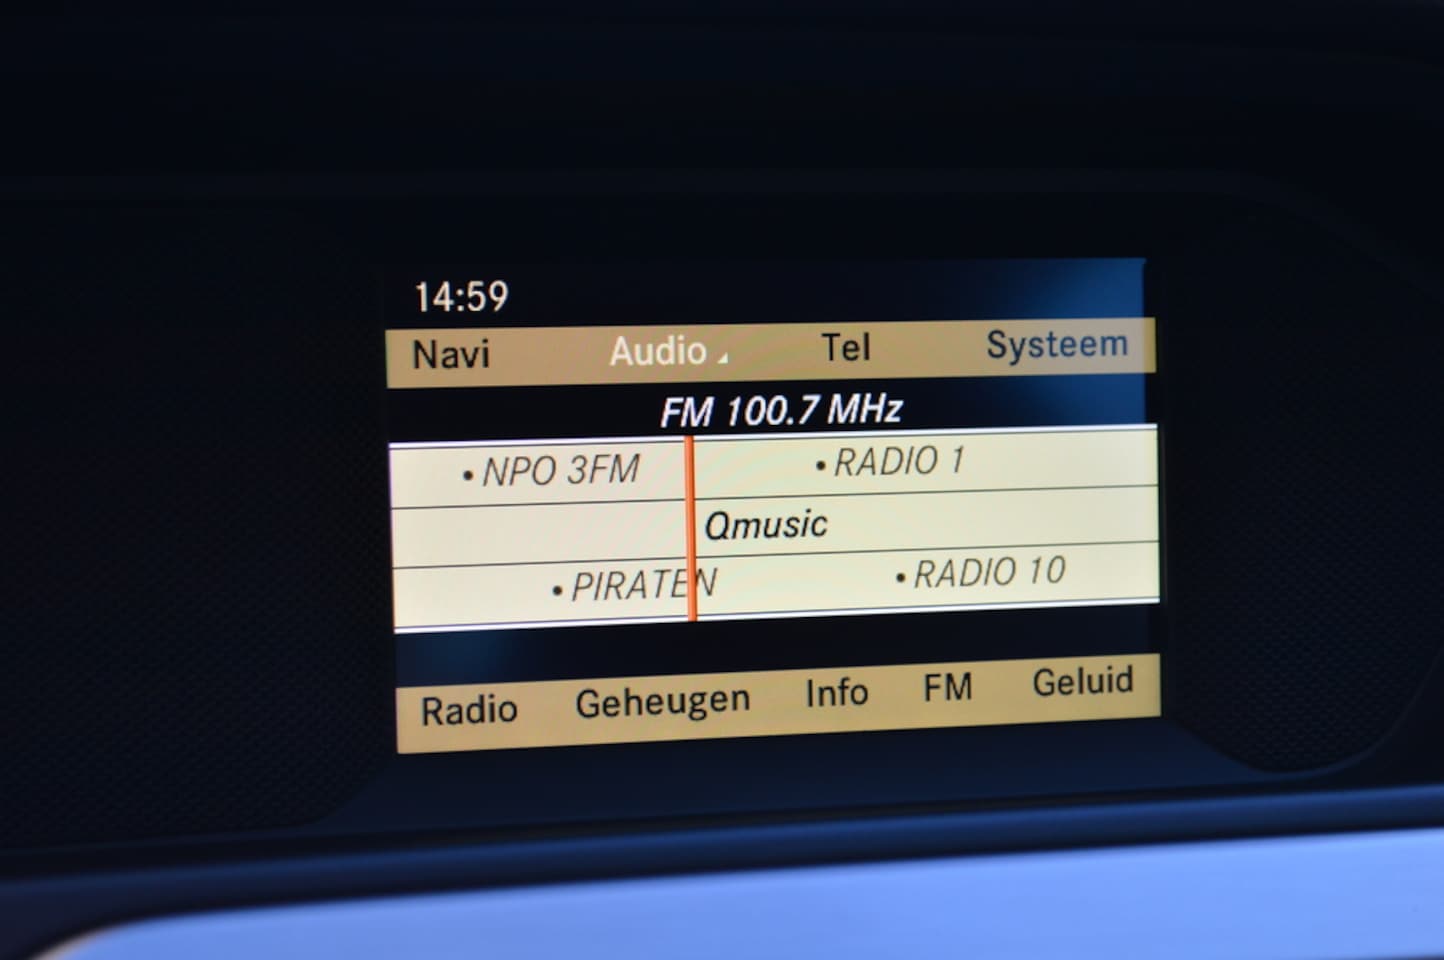 14:59
Navi Audio Tel Systeem
FM 100.7 MHz
• NPO 3FM • RADIO 1
Qmusic
• PIRATEN • RADIO 10
Radio Geheugen Info FM Geluid